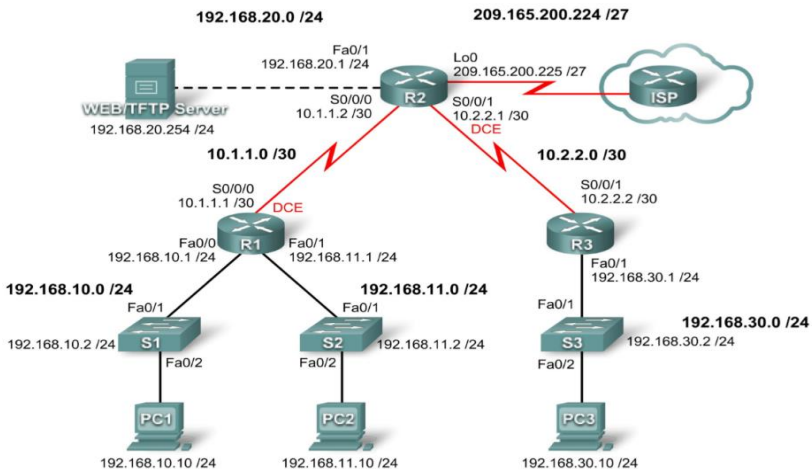 192.168.20.0 /24
209.165.200.224 /27
Fa0/1
192.168.20.1 /24
Lo0
209.165.200.225 /27
WEB/TFTP Server
192.168.20.254 /24
R2
ISP
S0/0/0
10.1.1.2 /30
S0/0/1
10.2.2.1 /30
DCE
10.1.1.0 /30
10.2.2.0 /30
S0/0/0
10.1.1.1 /30
DCE
S0/0/1
10.2.2.2 /30
R1
R3
Fa0/0
192.168.10.1 /24
Fa0/1
192.168.11.1 /24
Fa0/1
192.168.30.1 /24
192.168.10.0 /24
192.168.11.0 /24
192.168.30.0 /24
Fa0/1
Fa0/1
Fa0/1
192.168.10.2 /24
S1
S2
192.168.11.2 /24
S3
192.168.30.2 /24
Fa0/2
Fa0/2
Fa0/2
PC1
PC2
PC3
192.168.10.10 /24
192.168.11.10 /24
192.168.30.10 /24